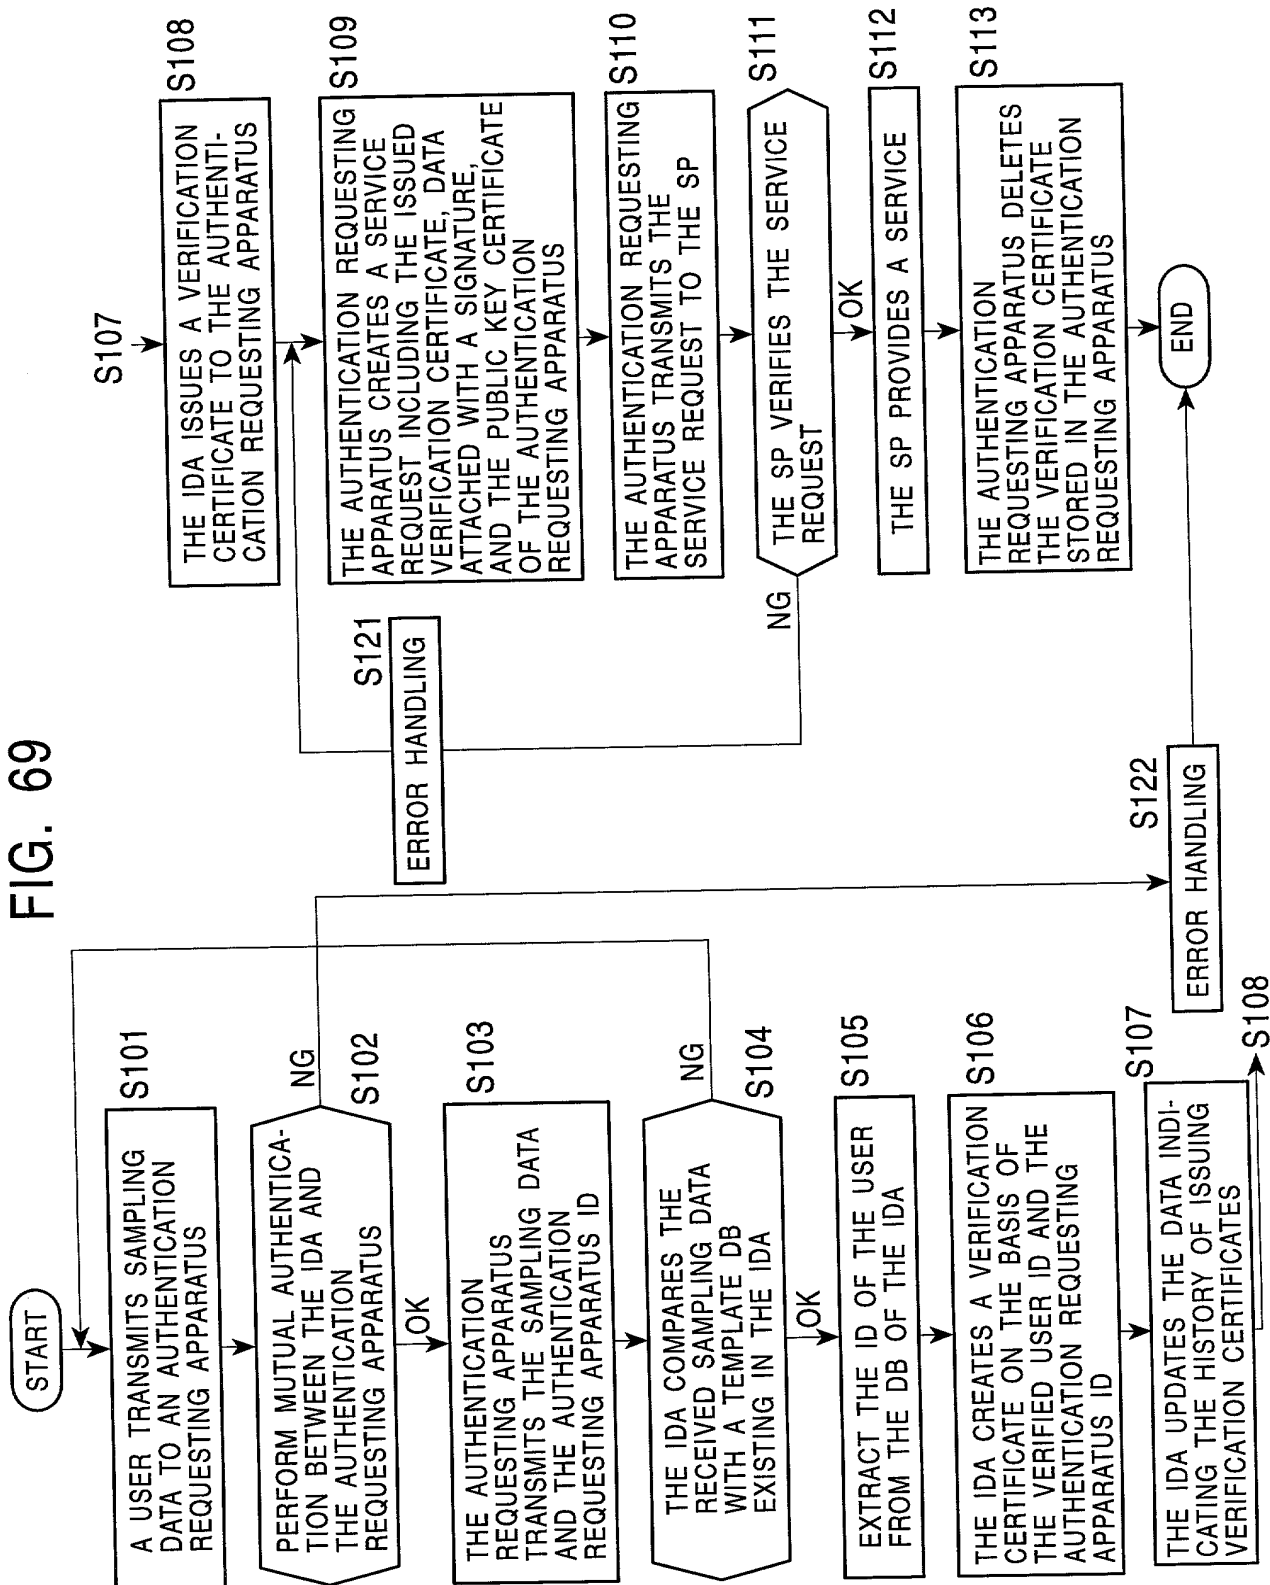 FIG. 69
START
S101
A USER TRANSMITS SAMPLING
DATA TO AN AUTHENTICATION
REQUESTING APPARATUS
S102
PERFORM MUTUAL AUTHENTICA-
TION BETWEEN THE IDA AND
THE AUTHENTICATION
REQUESTING APPARATUS
NG
OK
S103
THE AUTHENTICATION
REQUESTING APPARATUS
TRANSMITS THE SAMPLING DATA
AND THE AUTHENTICATION
REQUESTING APPARATUS ID
S104
THE IDA COMPARES THE
RECEIVED SAMPLING DATA
WITH A TEMPLATE DB
EXISTING IN THE IDA
NG
OK
S105
EXTRACT THE ID OF THE USER
FROM THE DB OF THE IDA
S106
THE IDA CREATES A VERIFICATION
CERTIFICATE ON THE BASIS OF
THE VERIFIED USER ID AND THE
AUTHENTICATION REQUESTING
APPARATUS ID
S107
THE IDA UPDATES THE DATA INDI-
CATING THE HISTORY OF ISSUING
VERIFICATION CERTIFICATES
S108
S121
ERROR HANDLING
S122
ERROR HANDLING
S107
S108
THE IDA ISSUES A VERIFICATION
CERTIFICATE TO THE AUTHENTI-
CATION REQUESTING APPARATUS
S109
THE AUTHENTICATION REQUESTING
APPARATUS CREATES A SERVICE
REQUEST INCLUDING THE ISSUED
VERIFICATION CERTIFICATE, DATA
ATTACHED WITH A SIGNATURE,
AND THE PUBLIC KEY CERTIFICATE
OF THE AUTHENTICATION
REQUESTING APPARATUS
S110
THE AUTHENTICATION REQUESTING
APPARATUS TRANSMITS THE
SERVICE REQUEST TO THE SP
S111
THE SP VERIFIES THE SERVICE
REQUEST
NG
OK
S112
THE SP PROVIDES A SERVICE
S113
THE AUTHENTICATION
REQUESTING APPARATUS DELETES
THE VERIFICATION CERTIFICATE
STORED IN THE AUTHENTICATION
REQUESTING APPARATUS
END